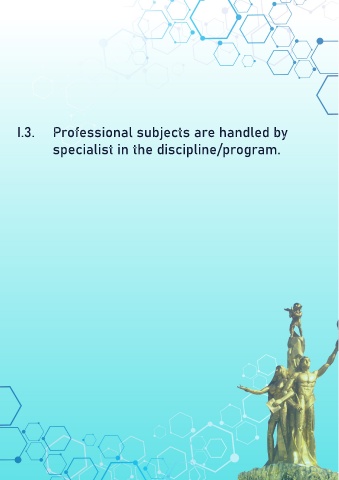 I.3. Professional subjects are handled by
specialist in the discipline/program.